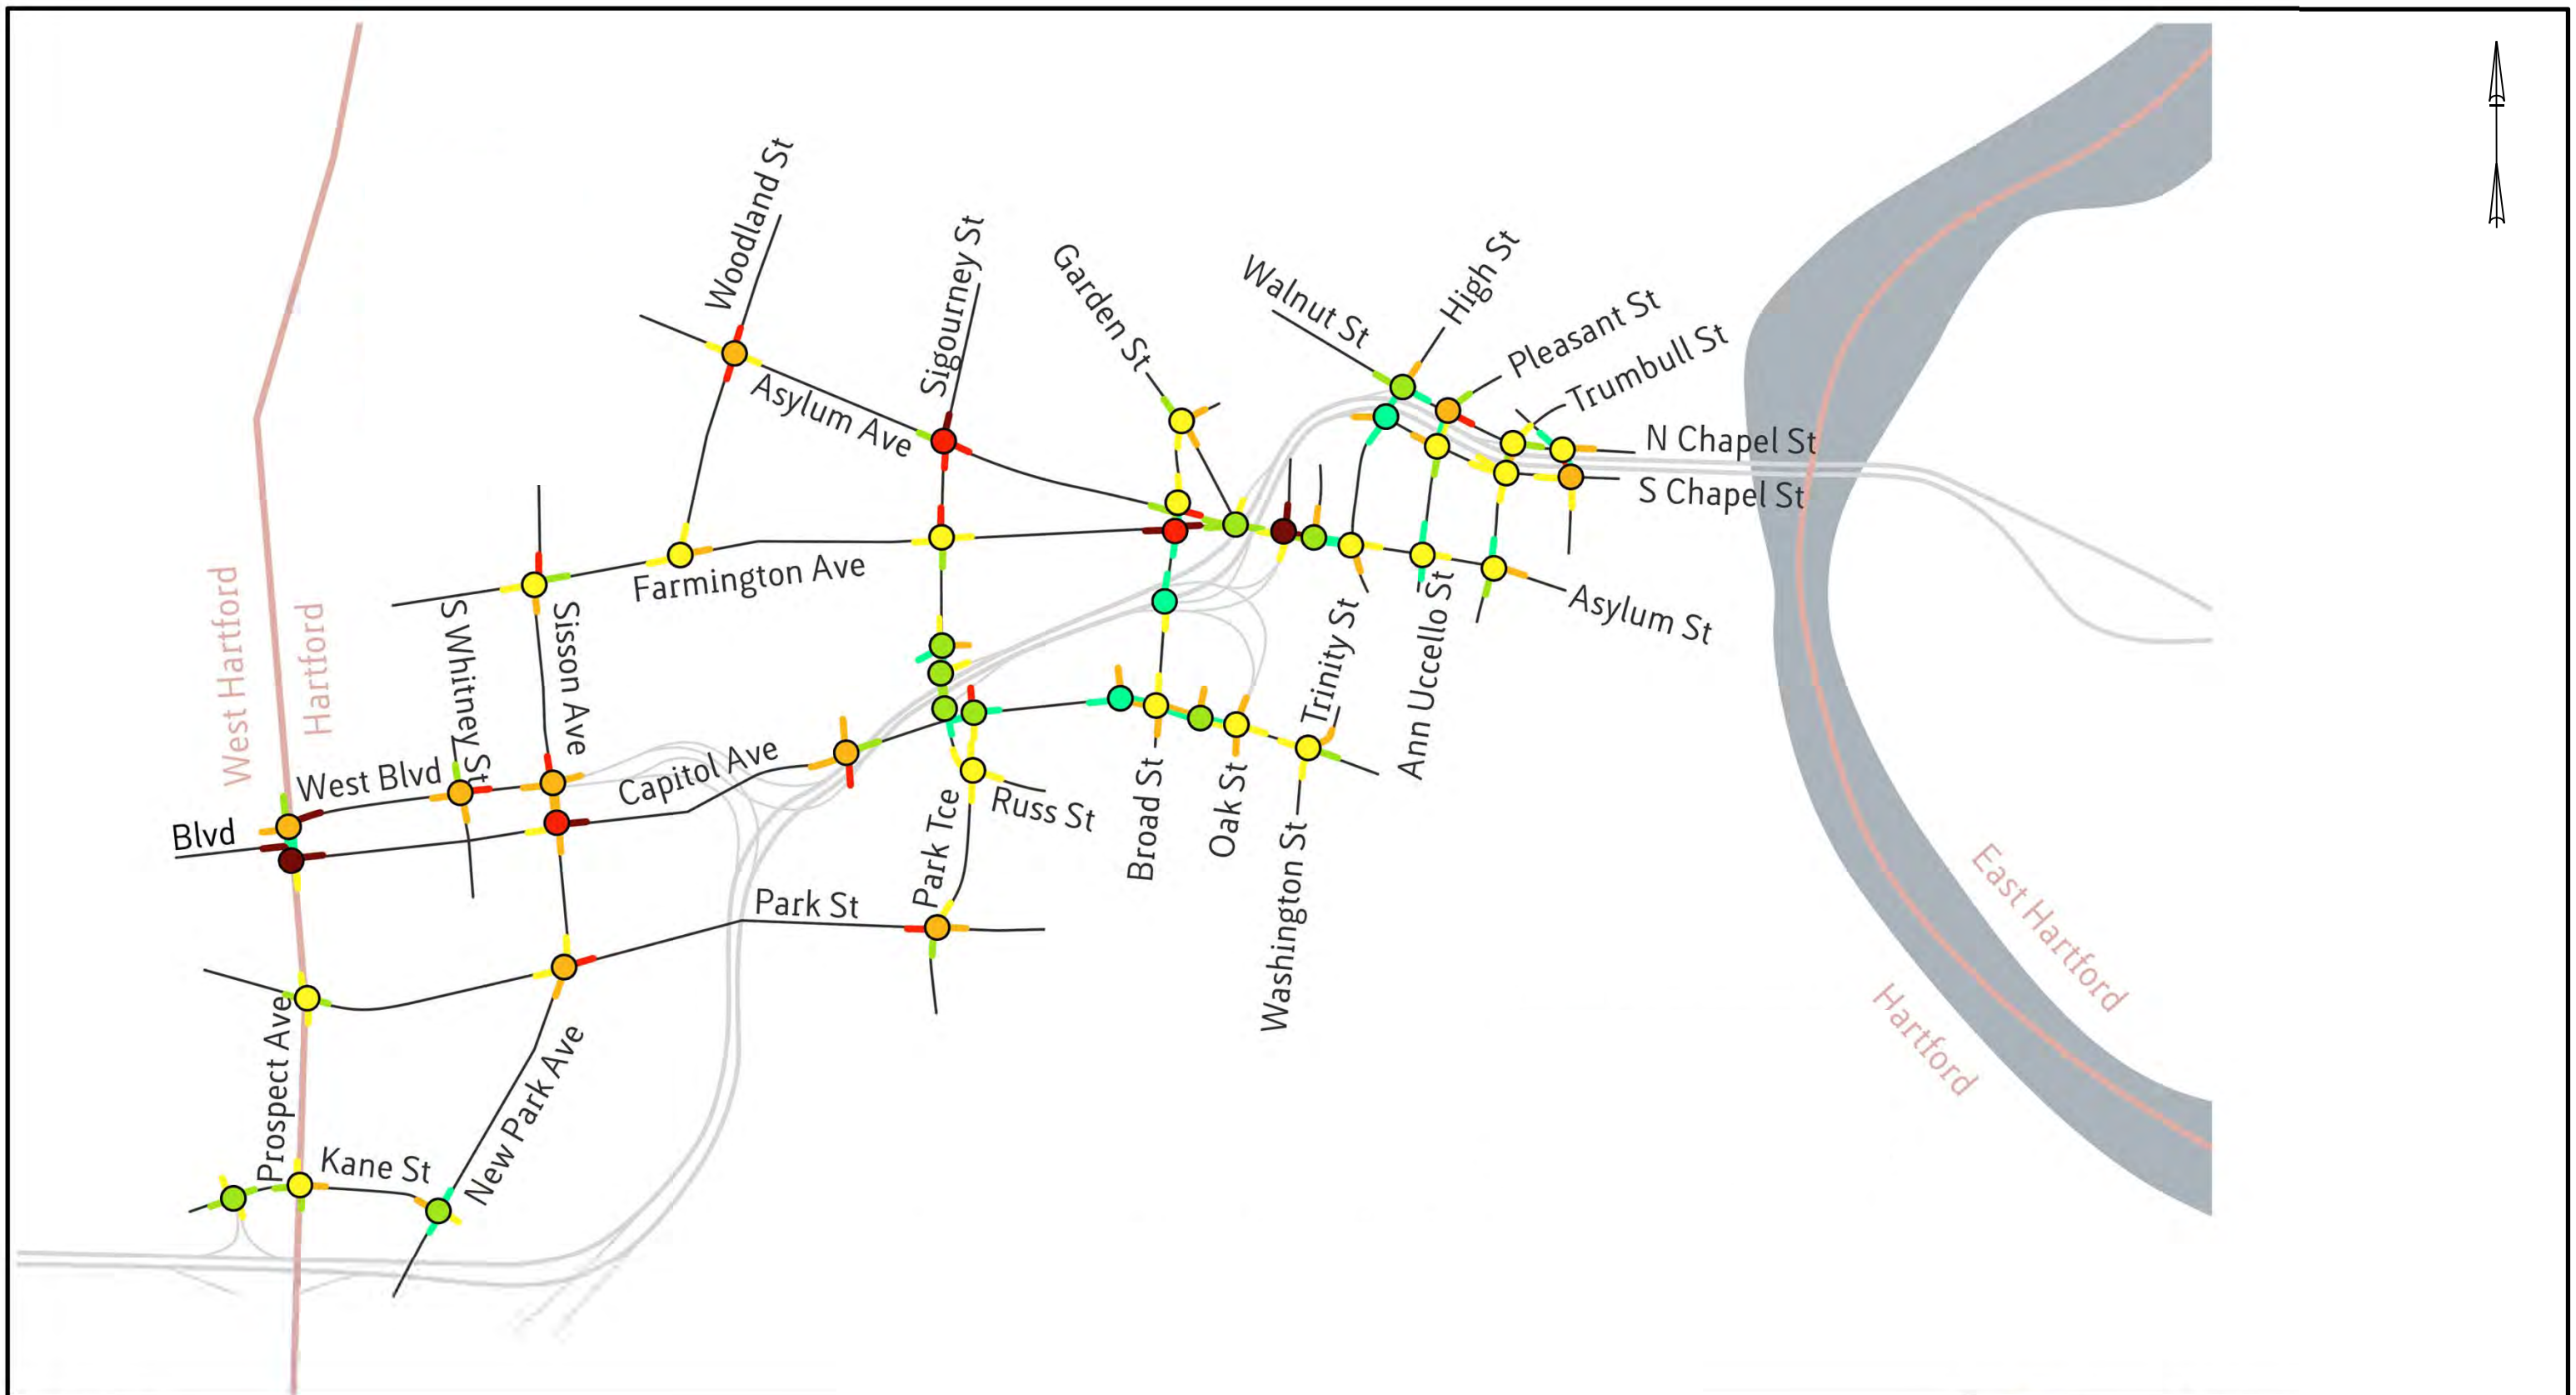 Woodland St
Sigourney St
Garden St
Walnut St
High St
Pleasant St
Trumbull St
N Chapel St
S Chapel St
Asylum Ave
Farmington Ave
Asylum St
West Hartford
Hartford
S Whitney St
Sisson Ave
Trinity St
Ann Uccello St
West Blvd
Capitol Ave
Blvd
Russ St
Park Tce
Broad St
Oak St
Washington St
Park St
East Hartford
Hartford
Prospect Ave
New Park Ave
Kane St